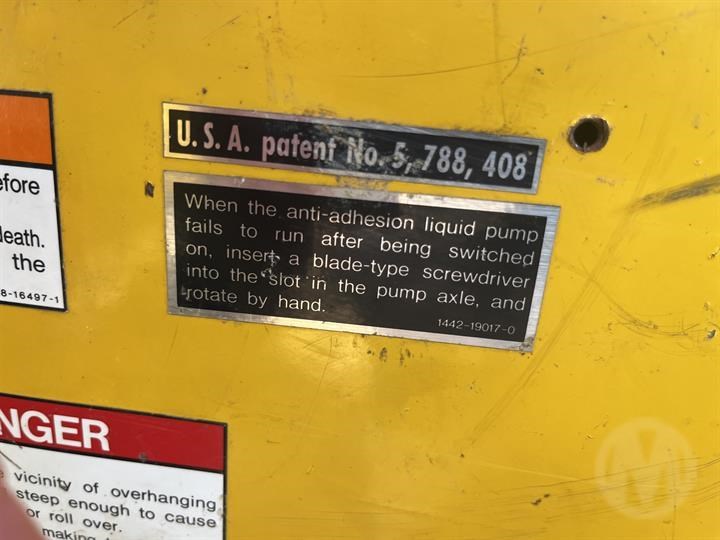 U.S.A. patent No. 5, 788, 408
When the anti-adhesion liquid pump
fails to run after being switched
on, insert a blade-type screwdriver
into the slot in the pump axle, and
rotate by hand.
1442-19017-0
efore
death.
the
8-16497-1
NGER
vicinity of overhanging
steep enough to cause
or roll over.
making
M